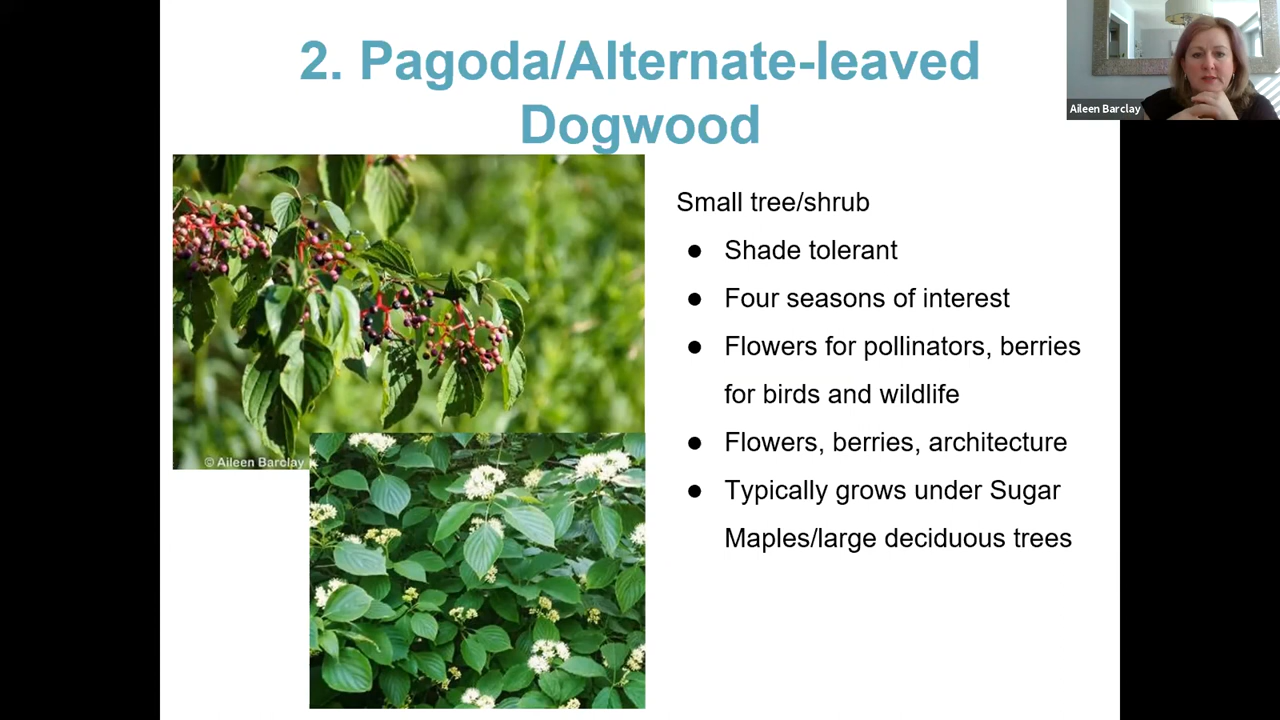 2. Pagoda/Alternate-leaved
Dogwood
Aileen Barclay
Small tree/shrub
● Shade tolerant
● Four seasons of interest
● Flowers for pollinators, berries
for birds and wildlife
● Flowers, berries, architecture
● Typically grows under Sugar
Maples/large deciduous trees
© Aileen Barclay